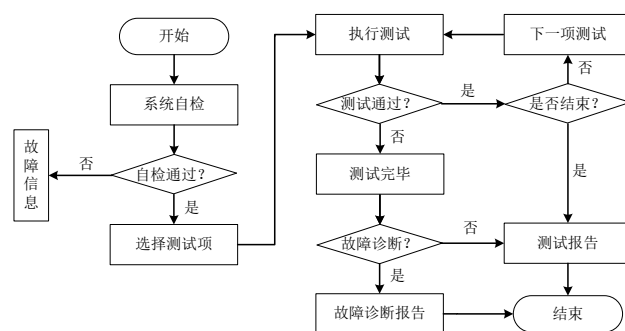 开始
系统自检
自检通过？
否
故障信息
是
选择测试项
执行测试
测试通过？
是
否
测试完毕
故障诊断？
否
是
故障诊断报告
下一项测试
否
是否结束？
是
测试报告
结束